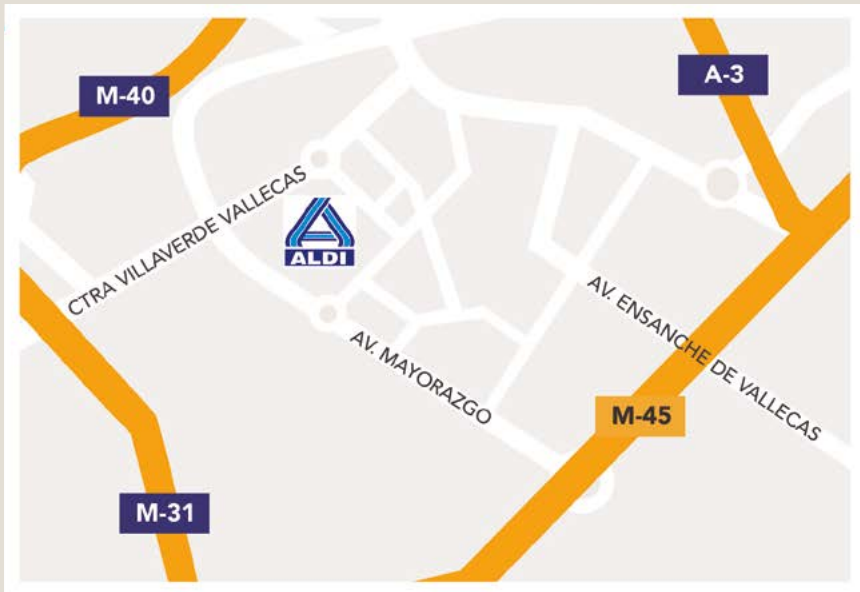 M-40
A-3
CTRA VILLAVERDE VALLECAS
ALDI
AV. ENSANCHE DE VALLECAS
AV. MAYORAZGO
M-45
M-31